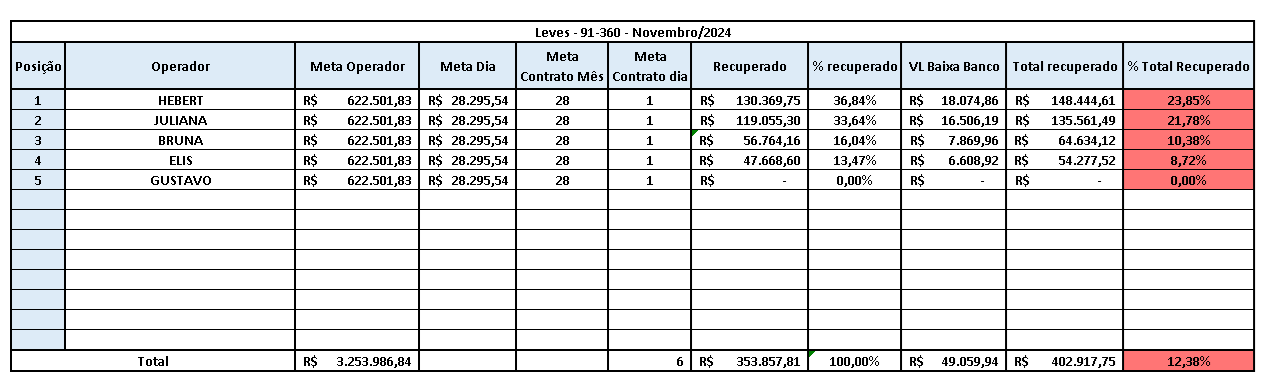 Leves - 91-360 - Novembro/2024
Posição Operador Meta Operador Meta Dia Meta Contrato Mês Meta Contrato dia Recuperado % recuperado VL Baixa Banco Total recuperado % Total Recuperado
1 HEBERT R$ 622.501,83 R$ 28.295,54 28 1 R$ 130.369,75 36,84% R$ 18.074,86 R$ 148.444,61 23,85%
2 JULIANA R$ 622.501,83 R$ 28.295,54 28 1 R$ 119.055,30 33,64% R$ 16.506,19 R$ 135.561,49 21,78%
3 BRUNA R$ 622.501,83 R$ 28.295,54 28 1 R$ 56.764,16 16,04% R$ 7.869,96 R$ 64.634,12 10,38%
4 ELIS R$ 622.501,83 R$ 28.295,54 28 1 R$ 47.668,60 13,47% R$ 6.608,92 R$ 54.277,52 8,72%
5 GUSTAVO R$ 622.501,83 R$ 28.295,54 28 1 R$ - 0,00% R$ - R$ - 0,00%
Total R$ 3.253.986,84 6 R$ 353.857,81 100,00% R$ 49.059,94 R$ 402.917,75 12,38%